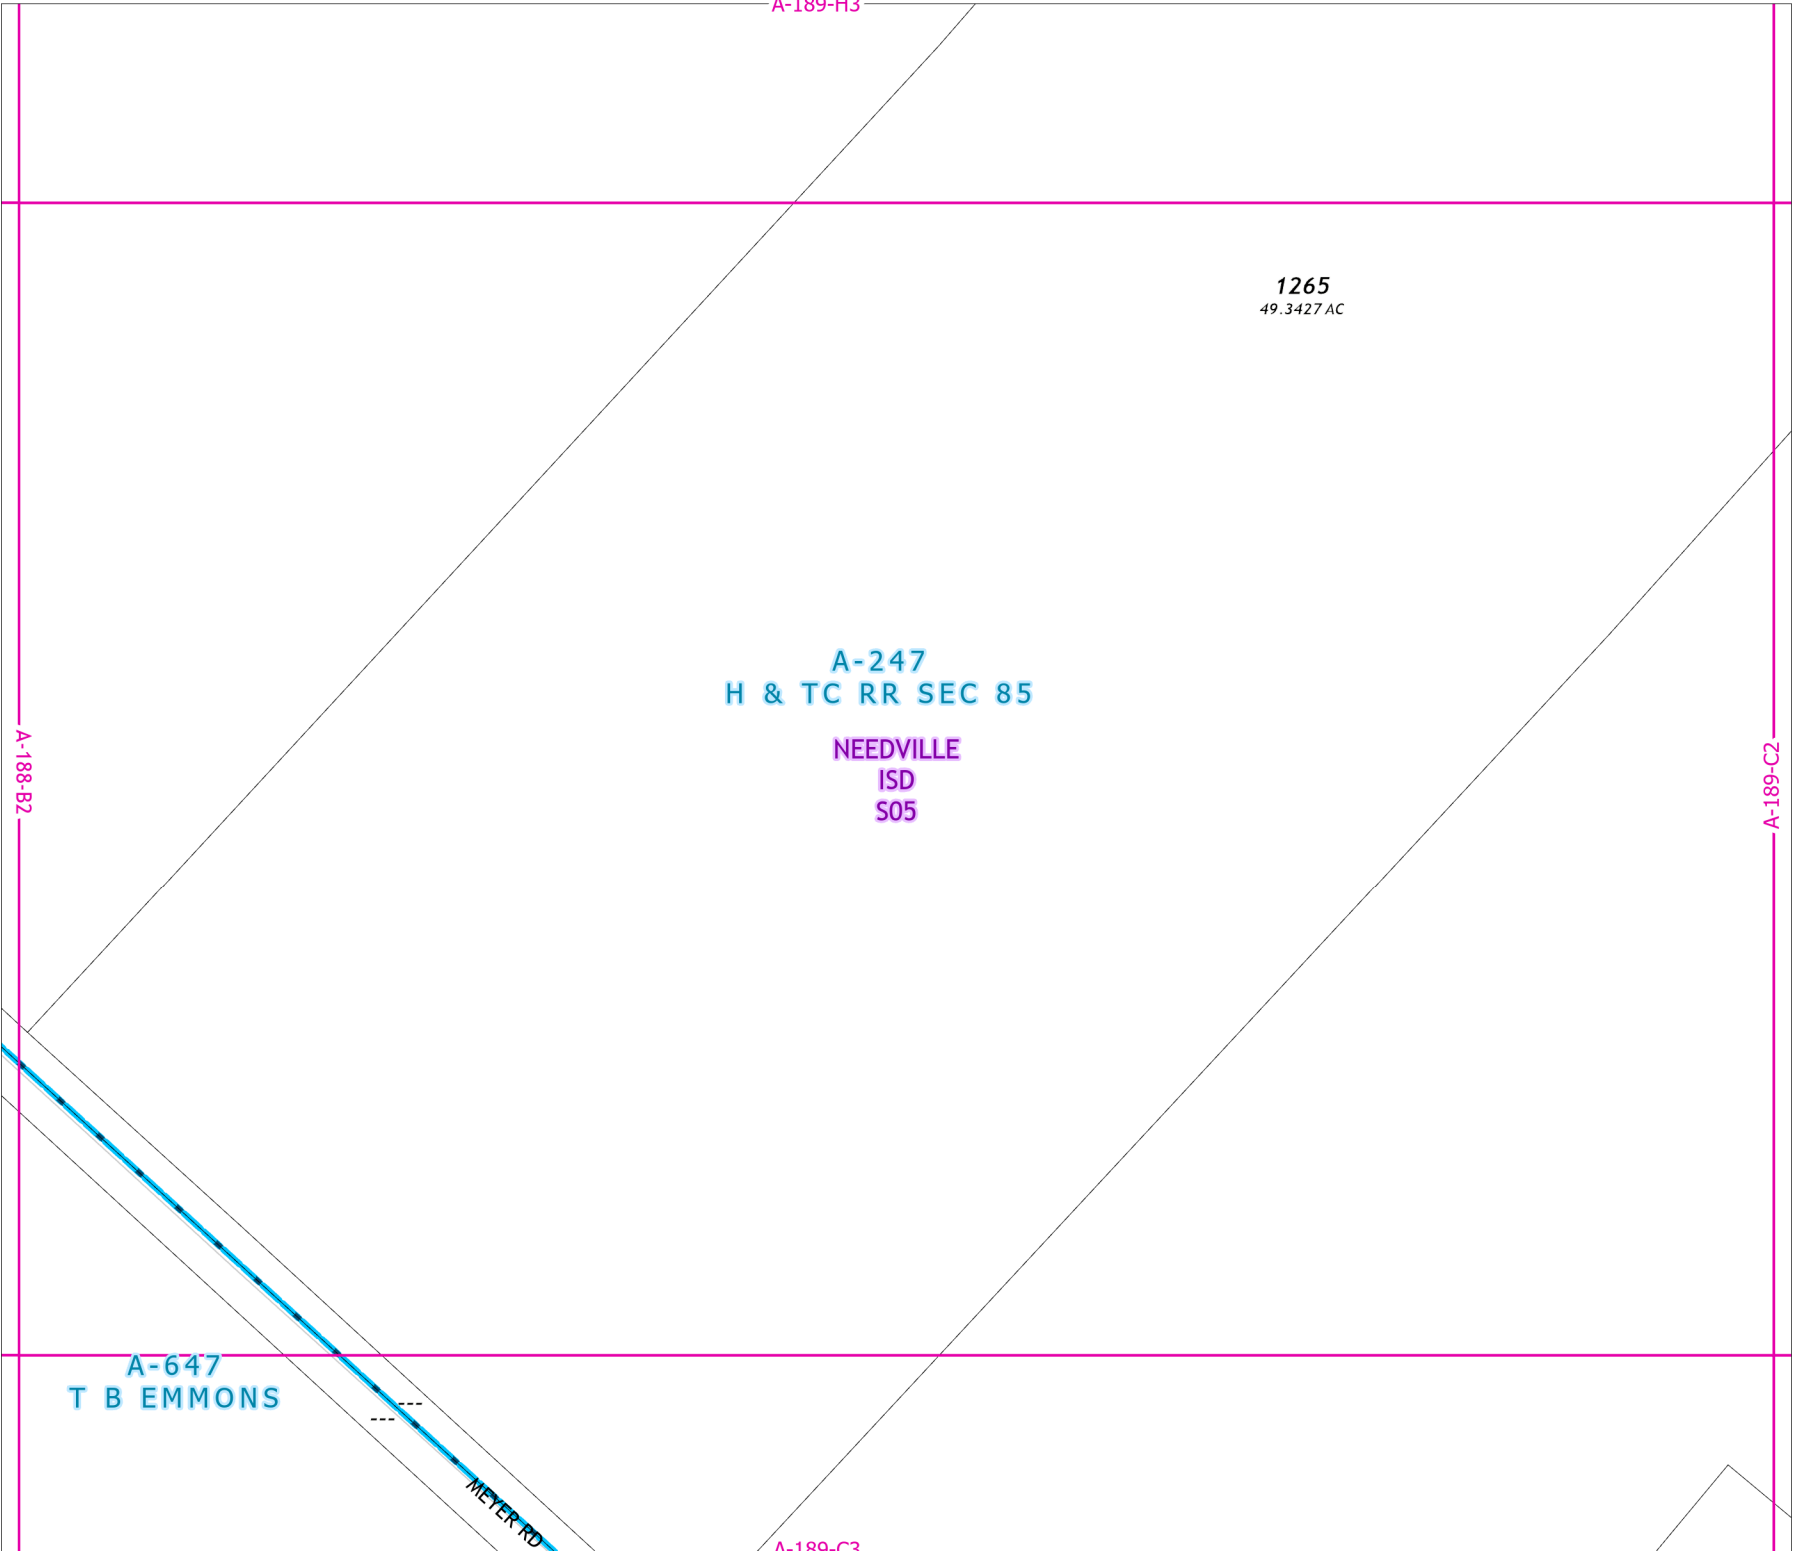 A-189-H3
1265
49.3427 AC
A-247
H & TC RR SEC 85
NEEDVILLE
ISD
S05
A-188-B2
A-189-C2
A-647
T B EMMONS
MEYER RD
A-189-C3